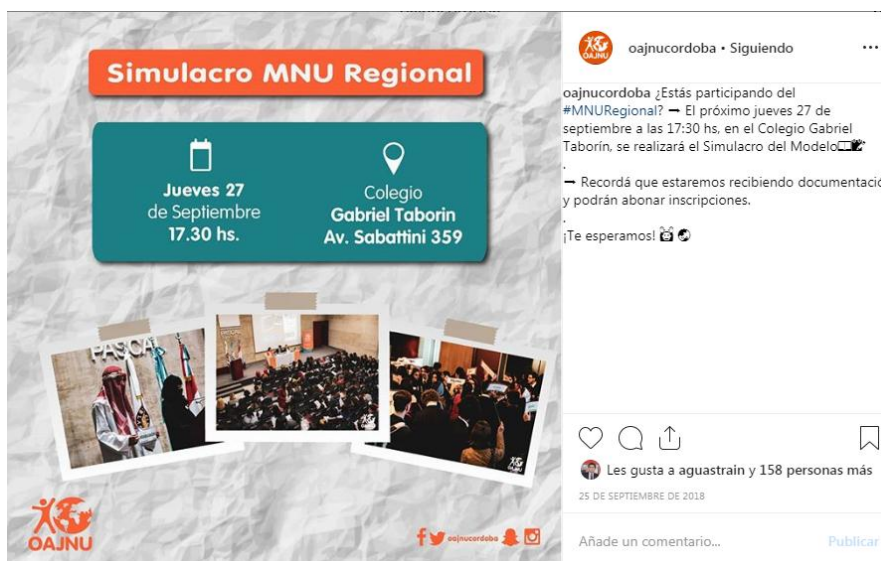 Simulacro MNU Regional
Jueves 27
de Septiembre
17.30 hs.
Colegio
Gabriel Taborin
Av. Sabattini 359
PASCAL
OAJNU
oajnucordoba
OAJNU
oajnucordoba • Siguiendo
oajnucordoba ¿Estás participando del
#MNURegional? → El próximo jueves 27 de
septiembre a las 17:30 hs, en el Colegio Gabriel
Taborín, se realizará el Simulacro del Modelo
.
→ Recordá que estaremos recibiendo documentació
y podrán abonar inscripciones.
.
¡Te esperamos!
Les gusta a aguastrain y 158 personas más
25 DE SEPTIEMBRE DE 2018
Añade un comentario...
Publicar